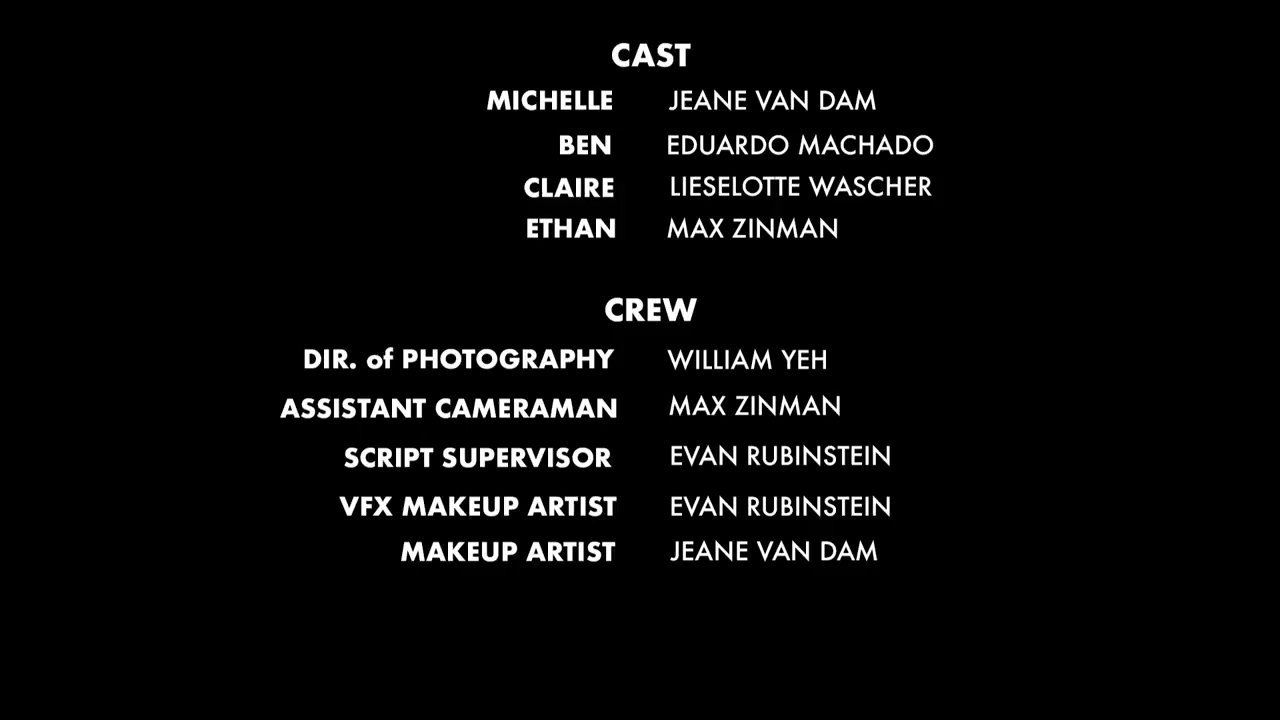 CAST
MICHELLE JEANE VAN DAM
BEN EDUARDO MACHADO
CLAIRE LIESELOTTE WASCHER
ETHAN MAX ZINMAN
CREW
DIR. of PHOTOGRAPHY WILLIAM YEH
ASSISTANT CAMERAMAN MAX ZINMAN
SCRIPT SUPERVISOR EVAN RUBINSTEIN
VFX MAKEUP ARTIST EVAN RUBINSTEIN
MAKEUP ARTIST JEANE VAN DAM